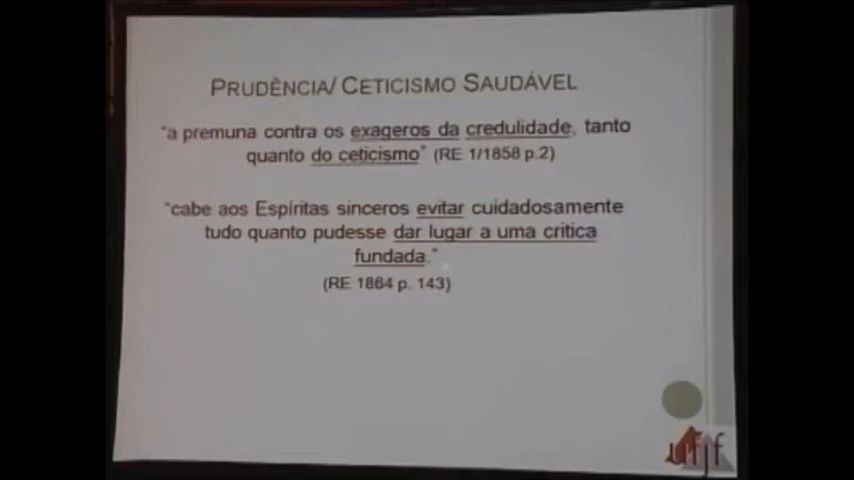 PRUDÊNCIA/ CETICISMO SAUDÁVEL
"a premuna contra os exageros da credulidade, tanto
quanto do ceticismo" (RE 1/1858 p.2)
"cabe aos Espíritas sinceros evitar cuidadosamente
tudo quanto pudesse dar lugar a uma crítica
fundada."
(RE 1864 p. 143)
ufjf